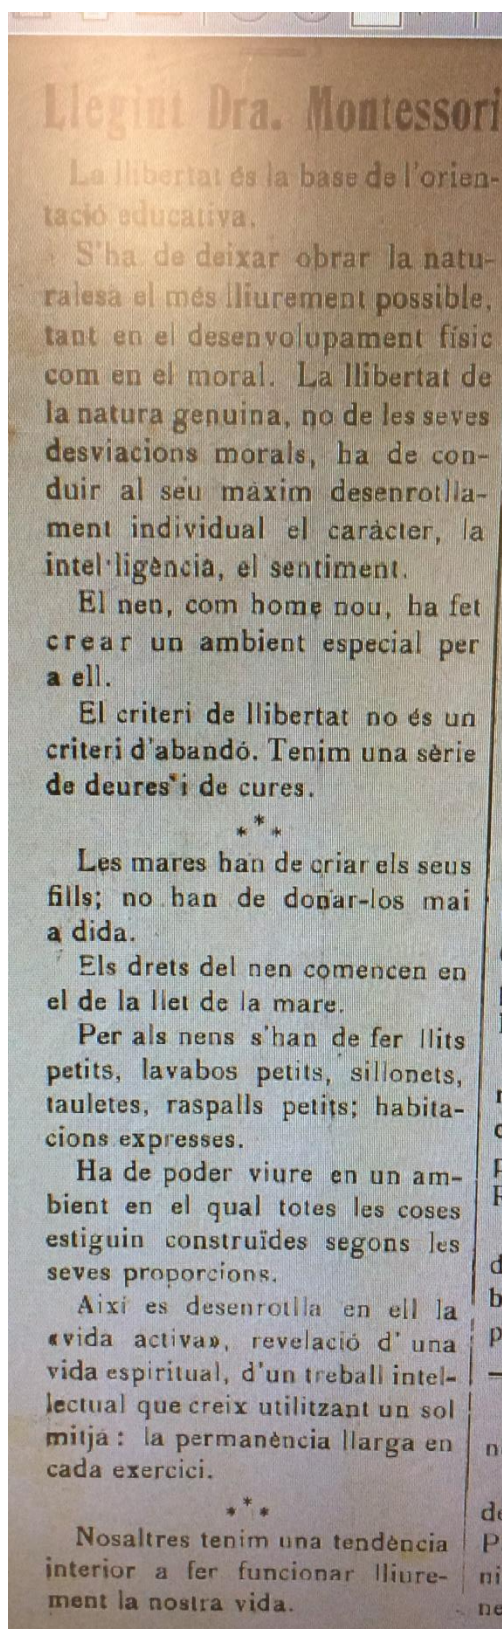 Llegint Dra. Montessori
La llibertat és la base de l'orien-
tació educativa.
S'ha de deixar obrar la natu-
ralesa el més lliurement possible,
tant en el desenvolupament físic
com en el moral. La llibertat de
la natura genuina, no de les seves
desviacions morals, ha de con-
duir al seu màxim desenrotlla-
ment individual el caràcter, la
intel·ligència, el sentiment.
El nen, com home nou, ha fet
crear un ambient especial per
a ell.
El criteri de llibertat no és un
criteri d'abandó. Tenim una sèrie
de deures i de cures.
***
Les mares han de criar els seus
fills; no han de donar-los mai
a dida.
Els drets del nen comencen en
el de la llet de la mare.
Per als nens s'han de fer llits
petits, lavabos petits, sillonets,
tauletes, raspalls petits; habita-
cions expresses.
Ha de poder viure en un am-
bient en el qual totes les coses
estiguin construïdes segons les
seves proporcions.
Així es desenrotlla en ell la
«vida activa», revelació d' una
vida espiritual, d'un treball intel-
lectual que creix utilitzant un sol
mitjà: la permanència llarga en
cada exercici.
***
Nosaltres tenim una tendència
interior a fer funcionar lliure-
ment la nostra vida.